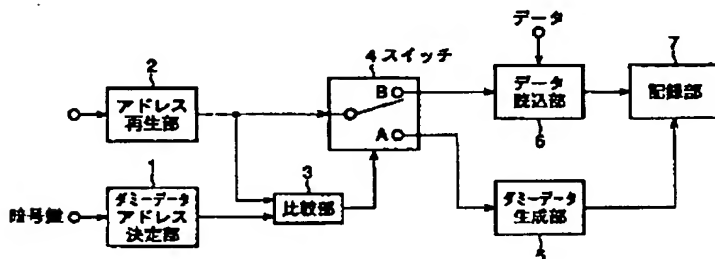 データ
4 スイッチ
7
2
B
アドレス
再生部
データ
読込部
記録部
6
A
1
3
ダミーデータ
アドレス
決定部
比較部
ダミーデータ
生成部
暗号鍵
5